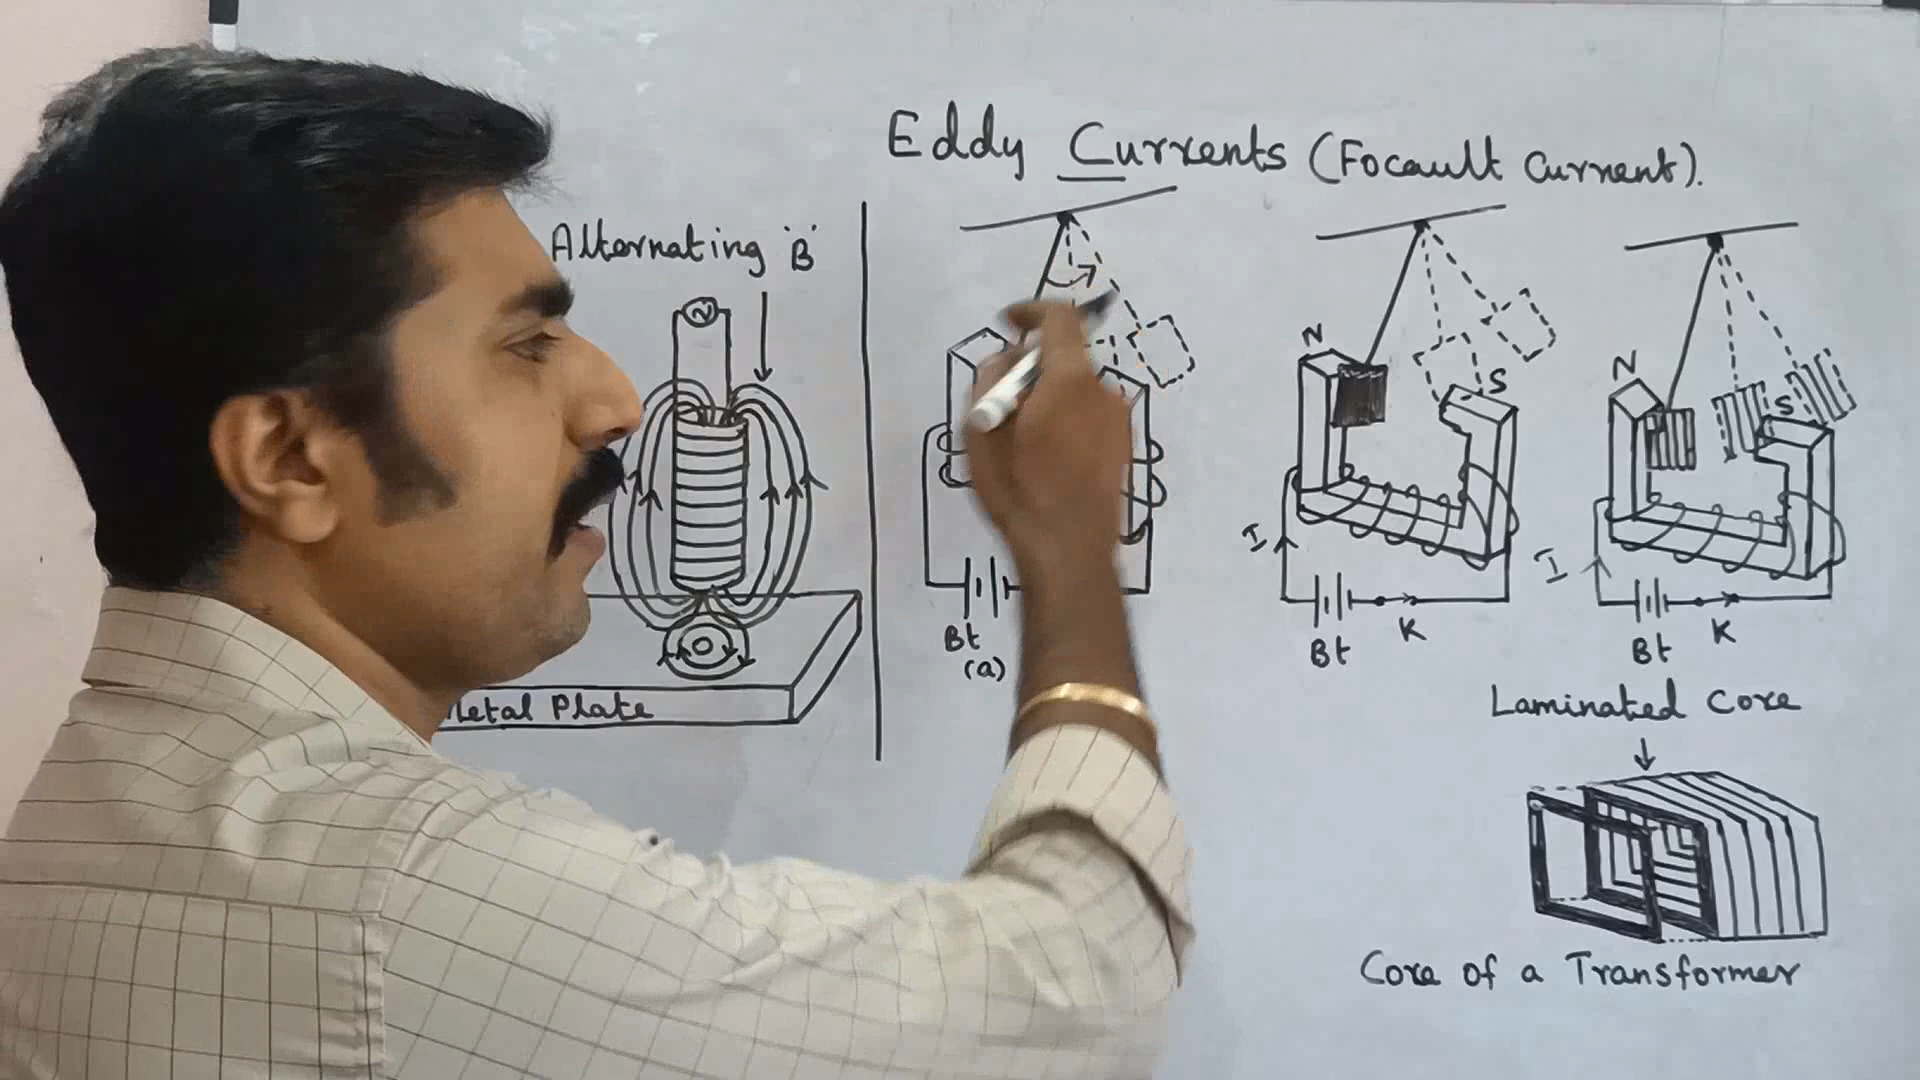 Eddy Currents (Focault Current).
Alternating 'B'
N
S
N
S
I
I
Bt
(a)
Bt
K
Bt
K
Metal Plate
Laminated Core
Core of a Transformer